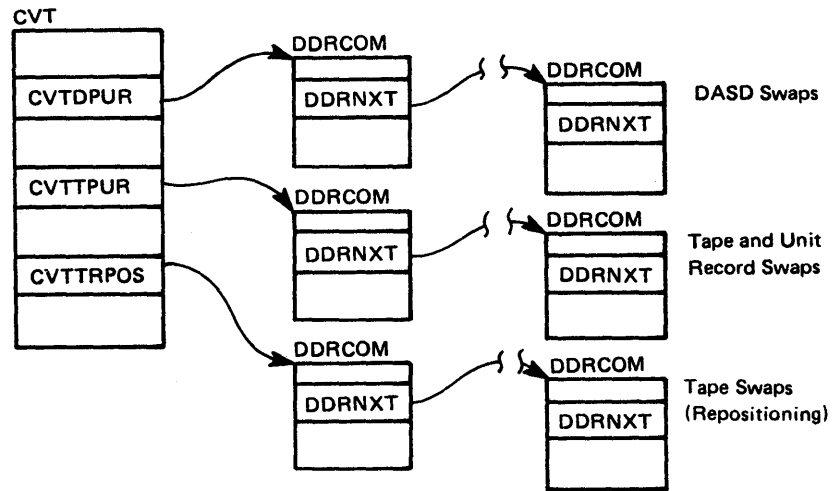 CVT
CVTDPUR
CVTTPUR
CVTTRPOS
DDRCOM
DDRNXT
DDRCOM
DDRNXT
DASD Swaps
DDRCOM
DDRNXT
DDRCOM
DDRNXT
Tape and Unit
Record Swaps
DDRCOM
DDRNXT
DDRCOM
DDRNXT
Tape Swaps
(Repositioning)